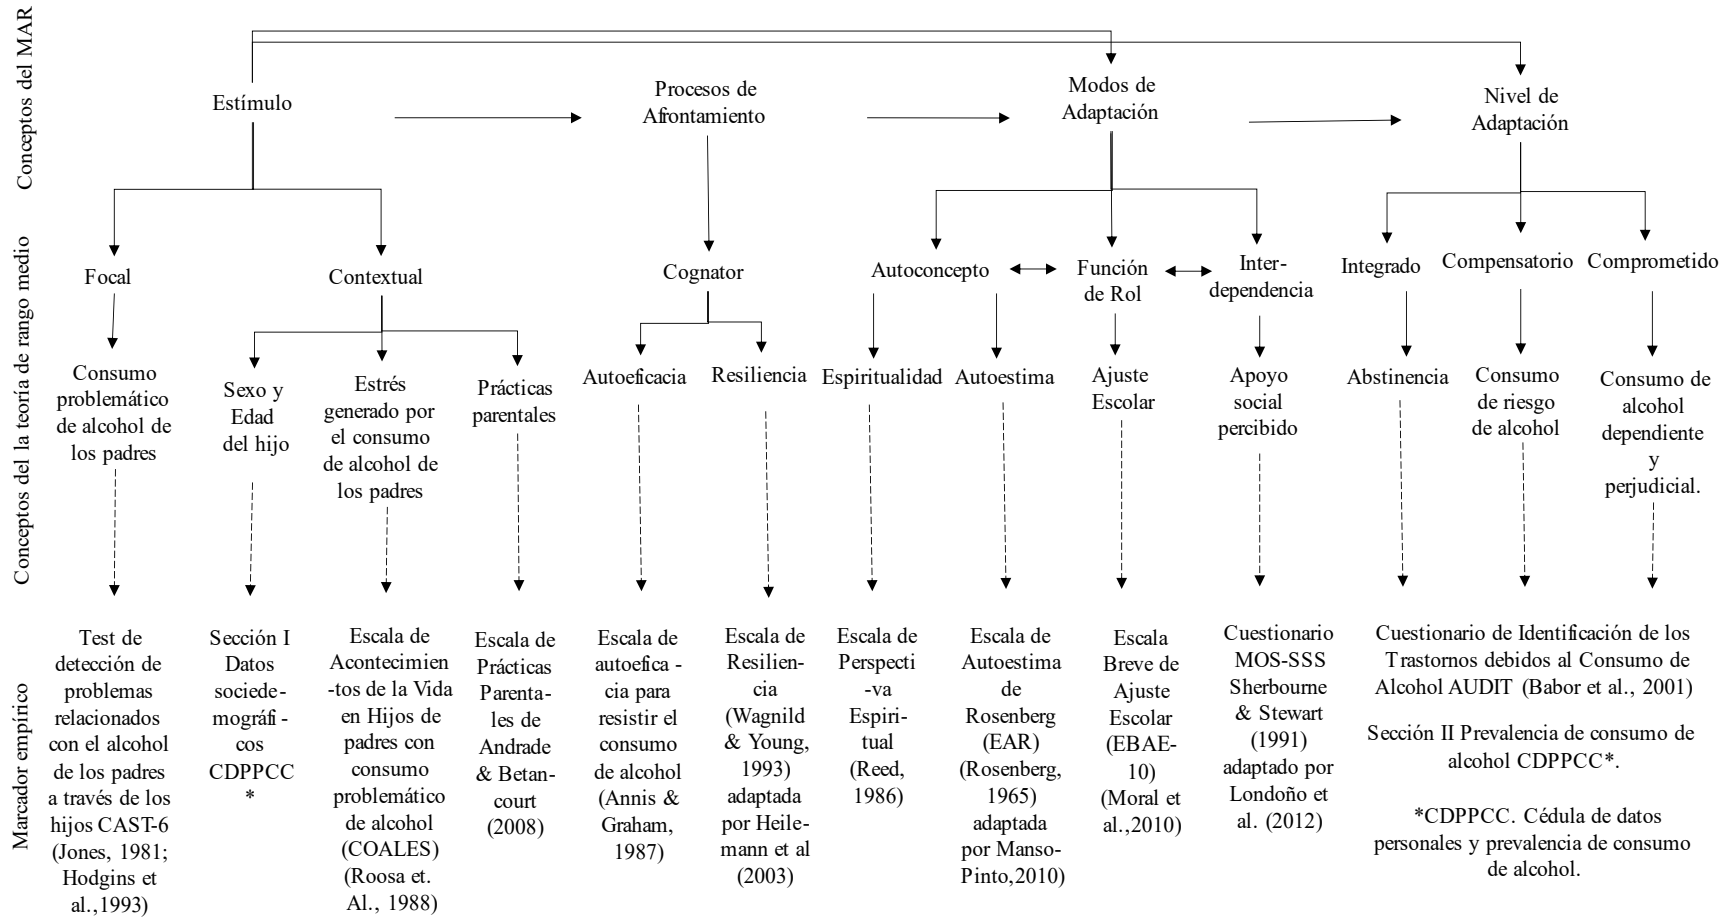 Conceptos del MAR
Estímulo
Procesos de
Afrontamiento
Modos de
Adaptación
Nivel de
Adaptación
Conceptos del la teoría de rango medio
Focal
Contextual
Cognator
Autoconcepto
Función
de Rol
Inter-
dependencia
Integrado
Compensatorio
Comprometido
Consumo
problemático
de alcohol de
los padres
Sexo y
Edad
del hijo
Estrés
generado por
el consumo
de alcohol de
los padres
Prácticas
parentales
Autoeficacia
Resiliencia
Espiritualidad
Autoestima
Ajuste
Escolar
Apoyo
social
percibido
Abstinencia
Consumo
de riesgo
de alcohol
Consumo de
alcohol
dependiente
y
perjudicial.
Marcador empírico
Test de
detección de
problemas
relacionados
con el alcohol
de los padres
a través de los
hijos CAST-6
(Jones, 1981;
Hodgins et
al.,1993)
Sección I
Datos
sociede-
mográfi -
cos
CDPPCC
*
Escala de
Acontecimien
-tos de la Vida
en Hijos de
padres con
consumo
problemático
de alcohol
(COALES)
(Roosa et.
Al., 1988)
Escala de
Prácticas
Parenta-
les de
Andrade
& Betan-
court
(2008)
Escala de
autoefica -
cia para
resistir el
consumo
de alcohol
(Annis &
Graham,
1987)
Escala de
Resilien-
cia
(Wagnild
& Young,
1993)
adaptada
por Heile-
mann et al
(2003)
Escala de
Perspecti
-va
Espiri-
tual
(Reed,
1986)
Escala de
Autoestima
de
Rosenberg
(EAR)
(Rosenberg,
1965)
adaptada
por Manso-
Pinto,2010)
Escala
Breve de
Ajuste
Escolar
(EBAE-
10)
(Moral et
al.,2010)
Cuestionario
MOS-SSS
Sherbourne
& Stewart
(1991)
adaptado por
Londoño et
al. (2012)
Cuestionario de Identificación de los
Trastornos debidos al Consumo de
Alcohol AUDIT (Babor et al., 2001)
Sección II Prevalencia de consumo de
alcohol CDPPCC*.
*CDPPCC. Cédula de datos
personales y prevalencia de consumo
de alcohol.